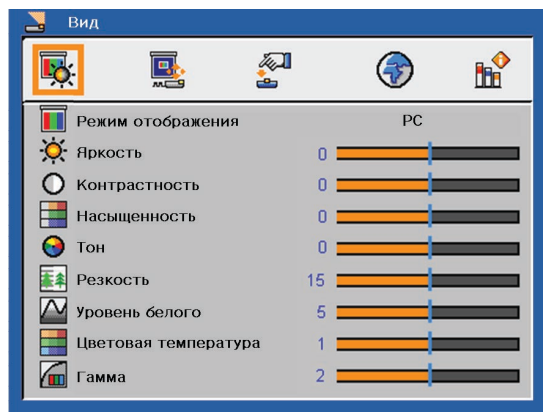 Вид
Режим отображения PC
Яркость 0
Контрастность 0
Насыщенность 0
Тон 0
Резкость 15
Уровень белого 5
Цветовая температура 1
Гамма 2